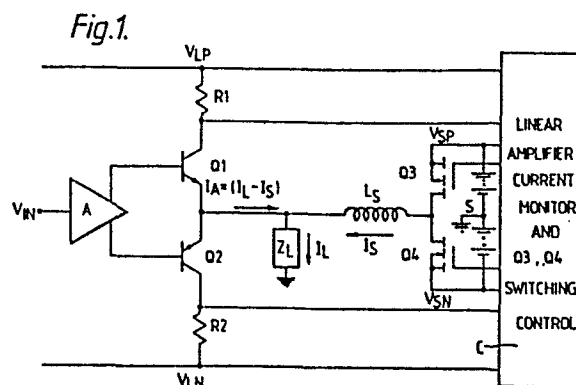 Fig.1.
VLP
R1
LINEAR
VSP
AMPLIFIER
Q1
Q3
CURRENT
IA=(IL-IS)
LS
S
MONITOR
VIN
A
AND
ZL
IL
IS
Q4
Q3,,Q4
Q2
SWITCHING
VSN
CONTROL
R2
C
VLN